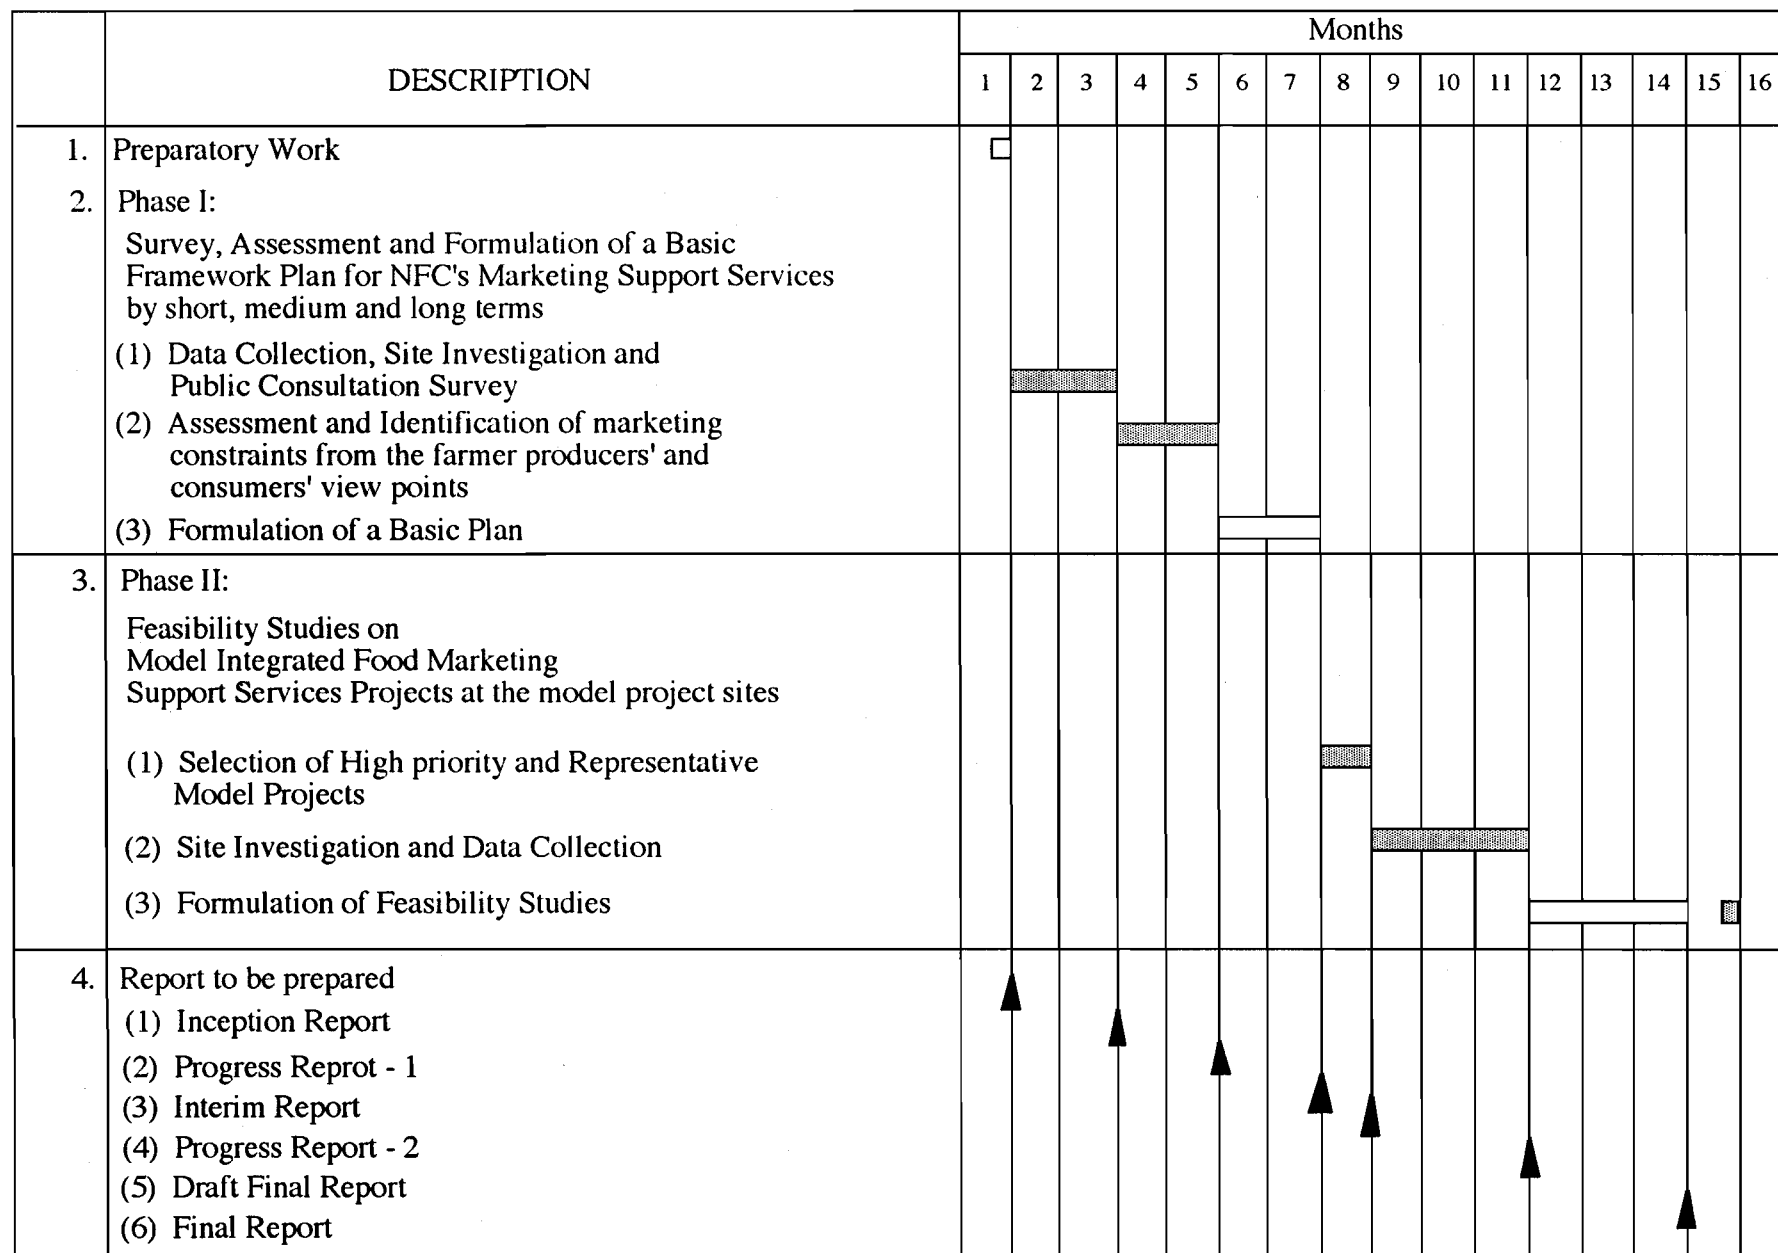 Months
DESCRIPTION
1 2 3 4 5 6 7 8 9 10 11 12 13 14 15 16
1. Preparatory Work
2. Phase I:
Survey, Assessment and Formulation of a Basic
Framework Plan for NFC's Marketing Support Services
by short, medium and long terms
(1) Data Collection, Site Investigation and
Public Consultation Survey
(2) Assessment and Identification of marketing
constraints from the farmer producers' and
consumers' view points
(3) Formulation of a Basic Plan
3. Phase II:
Feasibility Studies on
Model Integrated Food Marketing
Support Services Projects at the model project sites
(1) Selection of High priority and Representative
Model Projects
(2) Site Investigation and Data Collection
(3) Formulation of Feasibility Studies
4. Report to be prepared
(1) Inception Report
(2) Progress Reprot - 1
(3) Interim Report
(4) Progress Report - 2
(5) Draft Final Report
(6) Final Report